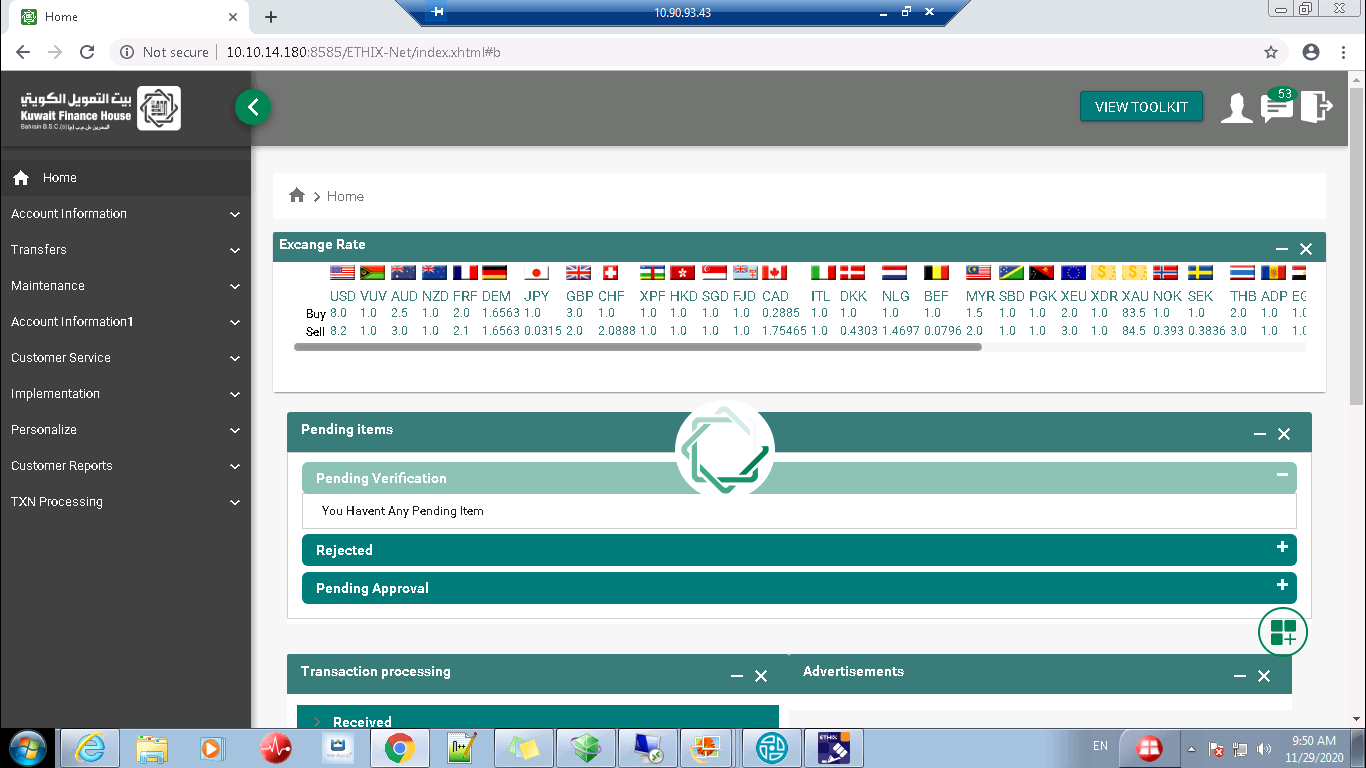 Home
10.90.93.43
Not secure
10.10.14.180:8585/ETHIX-Net/index.xhtml#b
بيت التمويل الكويتي
Kuwait Finance House
VIEW TOOLKIT
53
Home
Account Information
Transfers
Maintenance
Account Information1
Customer Service
Implementation
Personalize
Customer Reports
TXN Processing
Home
Excange Rate
USD VUV AUD NZD FRF DEM JPY GBP CHF XPF HKD SGD FJD CAD ITL DKK NLG BEF MYR SBD PGK XEU XDR XAU NOK SEK THB ADP EG
Buy 8.0 1.0 2.5 1.0 2.0 1.6563 1.0 3.0 1.0 1.0 1.0 1.0 1.0 0.2885 1.0 1.0 1.0 1.0 1.5 1.0 1.0 2.0 1.0 83.5 1.0 1.0 2.0 1.0 1.0
Sell 8.2 1.0 3.0 1.0 2.1 1.6563 0.0315 2.0 2.0888 1.0 1.0 1.0 1.0 1.75465 1.0 0.4303 1.4697 0.0796 2.0 1.0 1.0 3.0 1.0 84.5 0.393 0.3836 3.0 1.0 1.0
Pending items
Pending Verification
You Havent Any Pending Item
Rejected
Pending Approval
Transaction processing
Advertisements
Received
EN
9:50 AM
11/29/2020